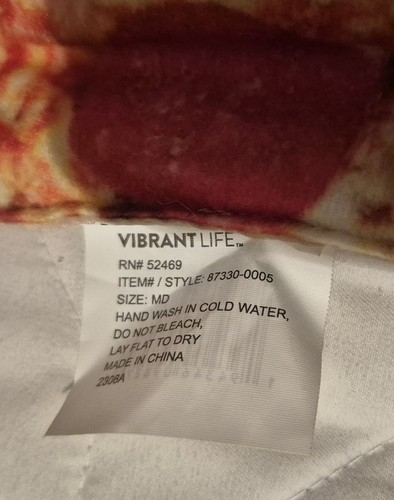 VIBRANT LIFE™
RN# 52469
ITEM# / STYLE: 87330-0005
SIZE: MD
HAND WASH IN COLD WATER,
DO NOT BLEACH,
LAY FLAT TO DRY
MADE IN CHINA
2306A